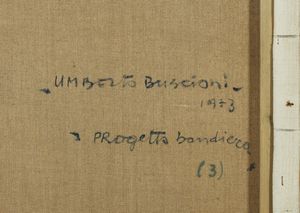 UMBERTO BUSCIONI -
1973
PROgetto bandiera
(3)